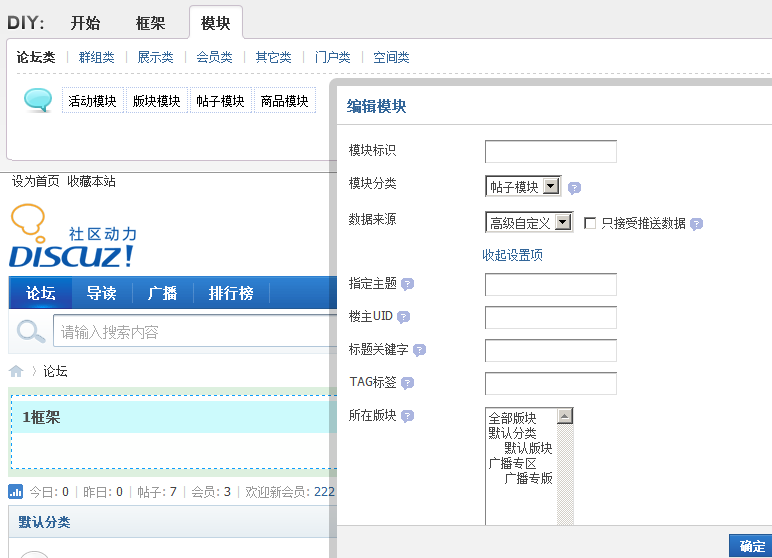 DIY: 开始 框架 模块
论坛类 群组类 展示类 会员类 其它类 门户类 空间类
活动模块 版块模块 帖子模块 商品模块
设为首页 收藏本站
社区动力
DISCUZ!
论坛 导读 广播 排行榜
请输入搜索内容
论坛
1框架
今日: 0 昨日: 0 帖子: 7 会员: 3 欢迎新会员: 222
默认分类
编辑模块
模块标识
模块分类 帖子模块 ?
数据来源 高级自定义 只接受推送数据 ?
收起设置项
指定主题 ?
楼主UID ?
标题关键字 ?
TAG标签 ?
所在版块 ?
全部版块
默认分类
默认版块
广播专区
广播专版
确定